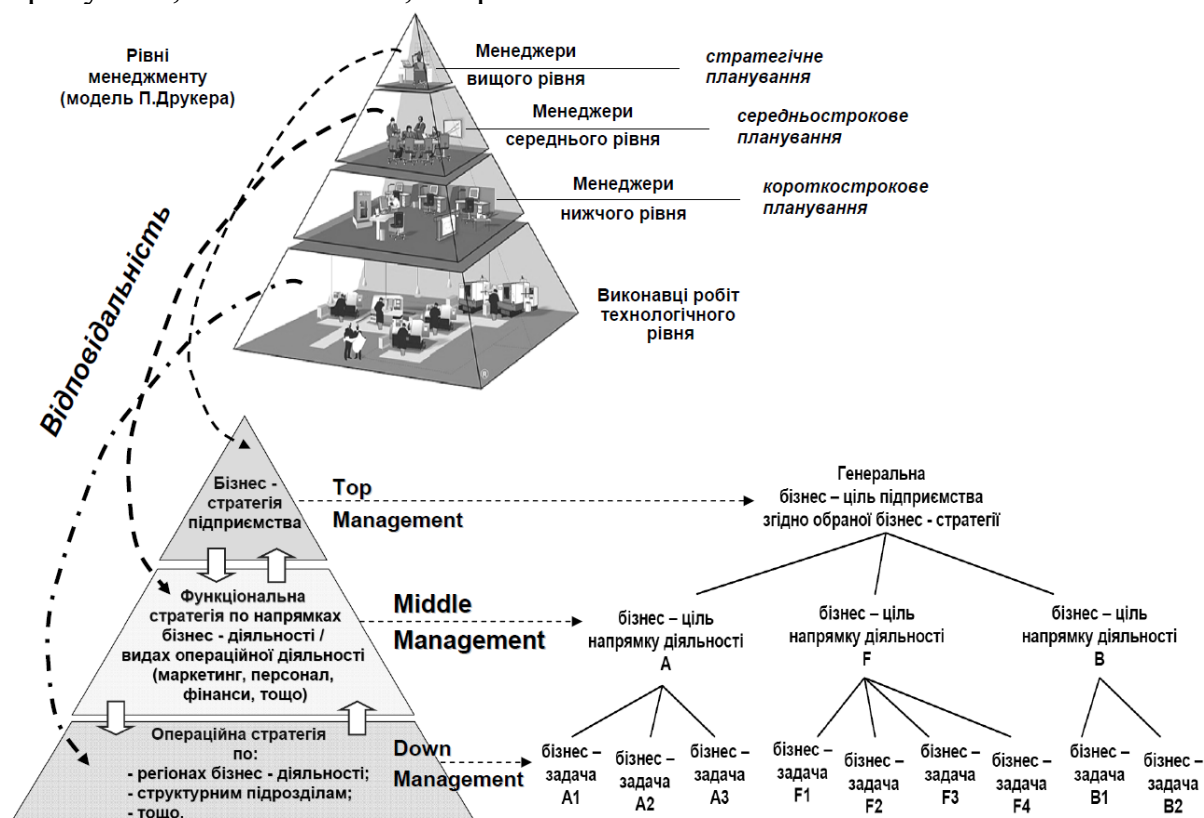 Рівні
менеджменту
(модель П.Друкера)
Менеджери
вищого рівня
стратегічне
планування
Менеджери
середнього рівня
середньострокове
планування
Менеджери
нижчого рівня
короткострокове
планування
Виконавці робіт
технологічного
рівня
Відповідальність
Бізнес -
стратегія
підприємства
Top
Management
Генеральна
бізнес – ціль підприємства
згідно обраної бізнес - стратегії
Функціональна
стратегія по напрямках
бізнес - діяльності /
видах операційної діяльності
(маркетинг, персонал,
фінанси, тощо)
Middle
Management
бізнес – ціль
напрямку діяльності
A
бізнес – ціль
напрямку діяльності
F
бізнес – ціль
напрямку діяльності
B
Операційна стратегія
по:
- регіонах бізнес - діяльності;
- структурним підрозділам;
- тощо.
Down
Management
бізнес –
задача
A1
бізнес –
задача
A2
бізнес –
задача
A3
бізнес –
задача
F1
бізнес –
задача
F2
бізнес –
задача
F3
бізнес –
задача
F4
бізнес –
задача
B1
бізнес –
задача
B2